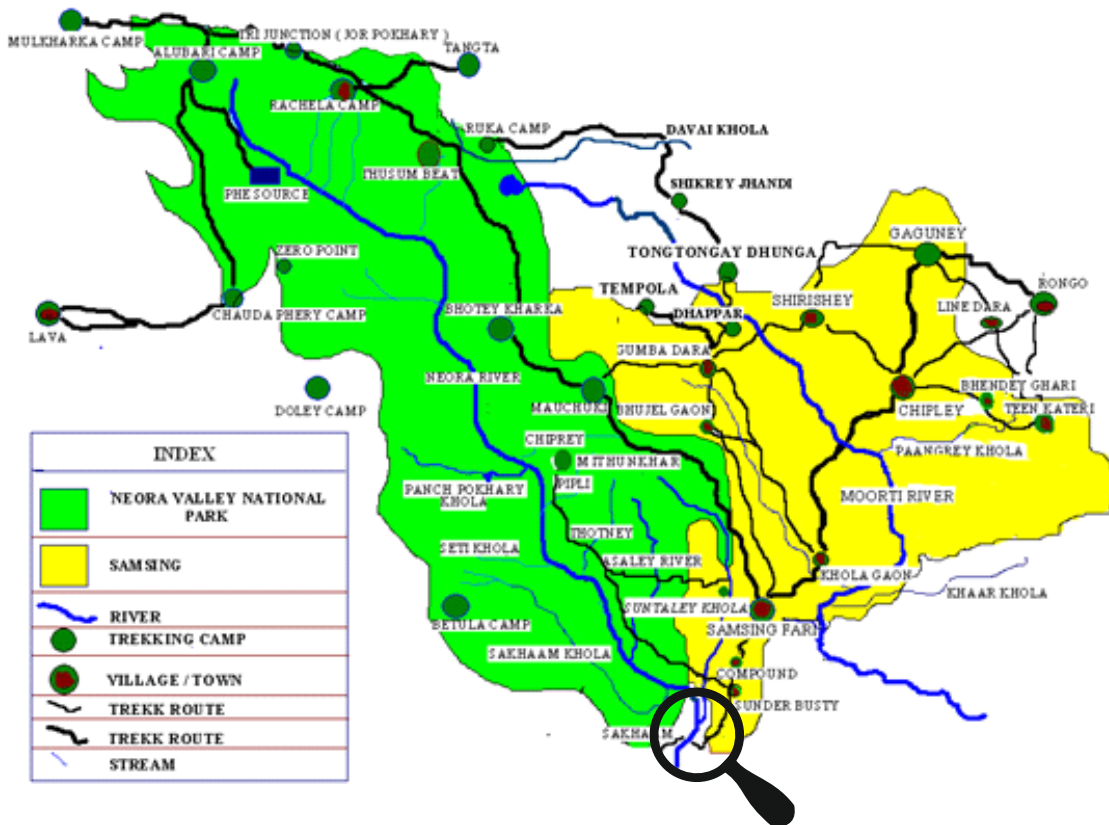 MULKHARKA CAMP
TRI JUNCTION ( JOR POKHARY )
ALUBARI CAMP
TANGTA
RACHELA CAMP
RUKA CAMP
DAVAI KHOLA
THUSUM BEAT
PHE SOURCE
SHIKREY JHANDI
GAGUNEY
ZERO POINT
TONGTONGAY DHUNGA
RONGO
TEMPOLA
SHIRISHEY
LINE DARA
CHAUDA PHERY CAMP
BHOTEY KHARKA
DHAPPAR
LAVA
GUMBA DARA
NEORA RIVER
BHENDEY GHARI
DOLEY CAMP
MAUCHUKI
BHUJEL GAON
CHIPLEY
TEEN KATERI
CHIPREY
PAANGREY KHOLA
MITHUNKHAR
PIPLI
PANCH POKHARY
KHOLA
MOORTI RIVER
THOTNEY
SETI KHOLA
ASALEY RIVER
KHOLA GAON
KHAAR KHOLA
SUNTALEY KHOLA
BETULA CAMP
SAMSING FARI
SAKHAAM KHOLA
COMPOUND
SUNDER BUSTY
SAKHAAM
INDEX
NEORA VALLEY NATIONAL
PARK
SAMSING
RIVER
TREKKING CAMP
VILLAGE / TOWN
TREKK ROUTE
TREKK ROUTE
STREAM